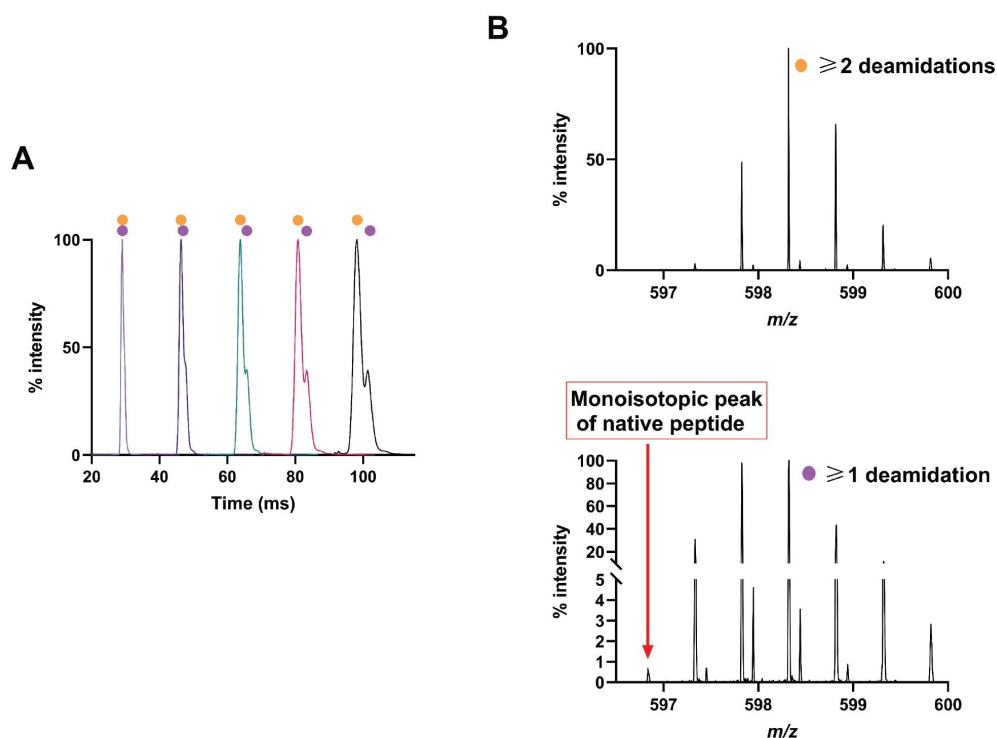 A
100
50
0
% intensity
20 40 60 80 100
Time (ms)
B
100
50
0
% intensity
⩾2 deamidations
597 598 599 600
m/z
Monoisotopic peak
of native peptide
100
80
60
40
20
5
4
3
2
1
0
% intensity
⩾1 deamidation
597 598 599 600
m/z